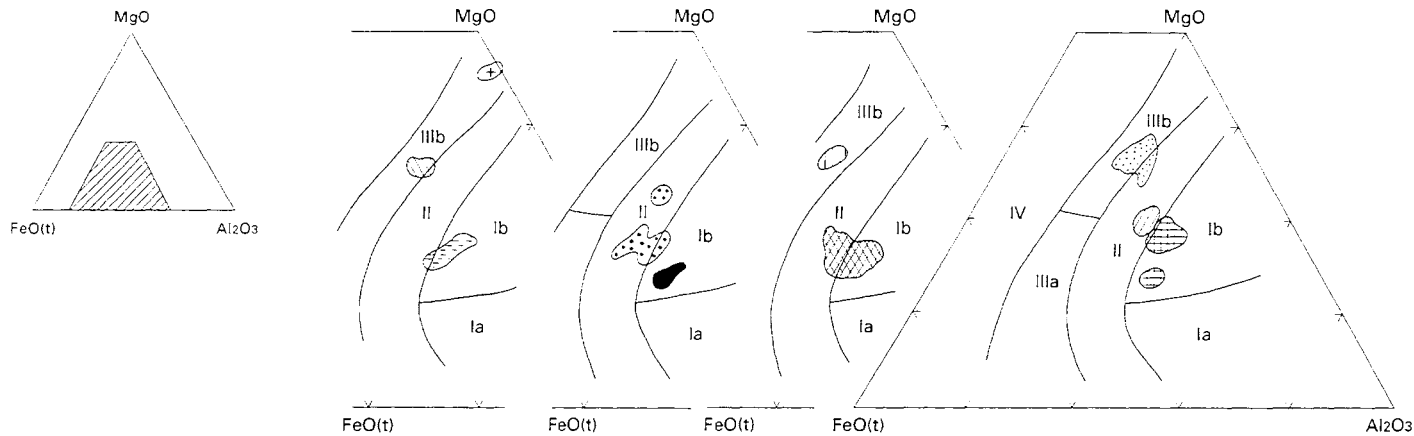 MgO
FeO(t)
Al2O3
MgO
IIIb
II
Ib
Ia
FeO(t)
MgO
IIIb
II
Ib
Ia
FeO(t)
MgO
IIIb
II
Ib
Ia
FeO(t)
MgO
IIIb
IV
II
Ib
IIIa
FeO(t)
Ia
Al2O3